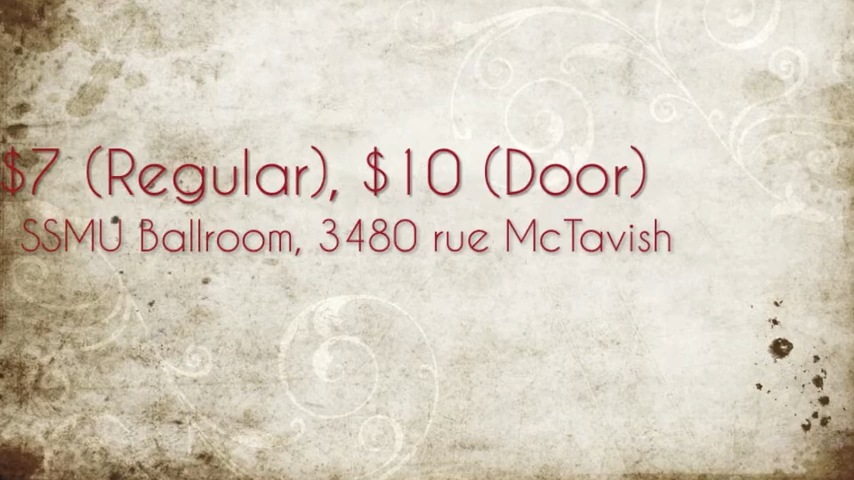 $7 (Regular), $10 (Door)
SSMU Ballroom, 3480 rue McTavish